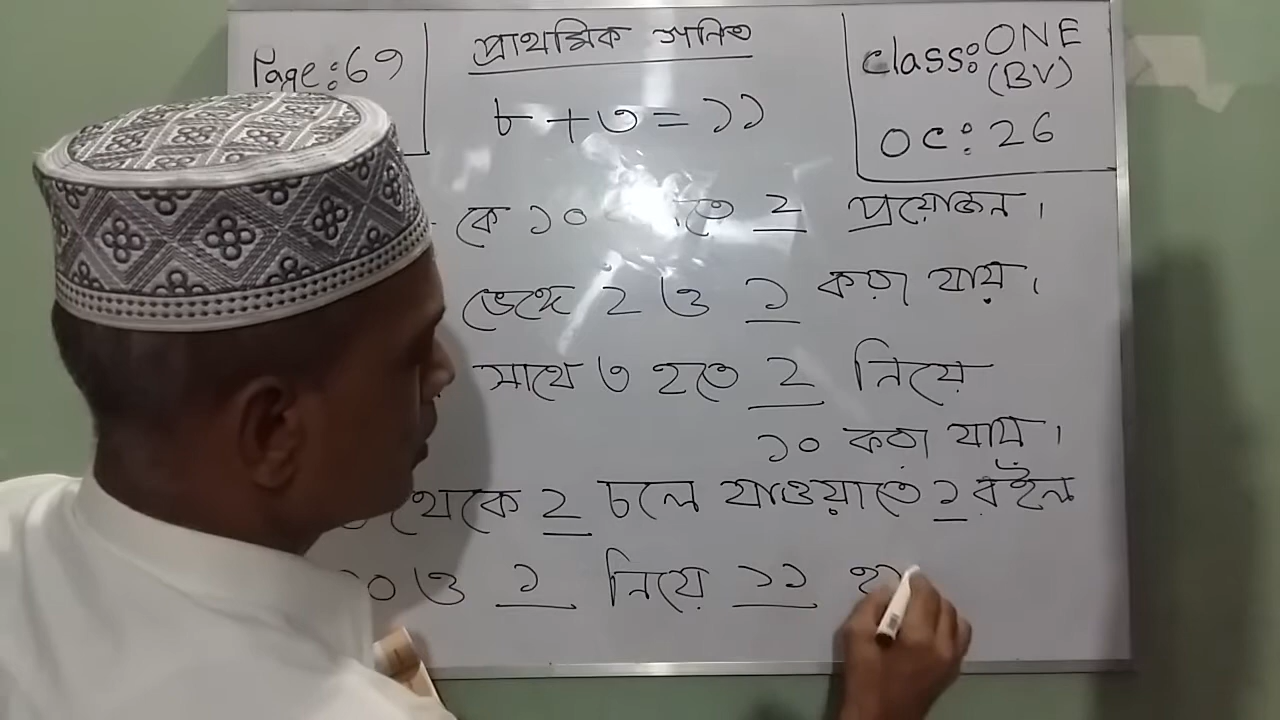 Page:69
প্রাথমিক গনিত
class: ONE
(BV)
OC: 26
৮+৩=১১
কে ১০ তে ২ প্রয়োজন।
ভেঙ্গে ২ ও ১ করা যায়।
সাথে ৩ হতে ২ নিয়ে
১০ করা যায়।
থেকে ২ চলে যাওয়াতে ১ রইল
১০ ও ১ নিয়ে ১১